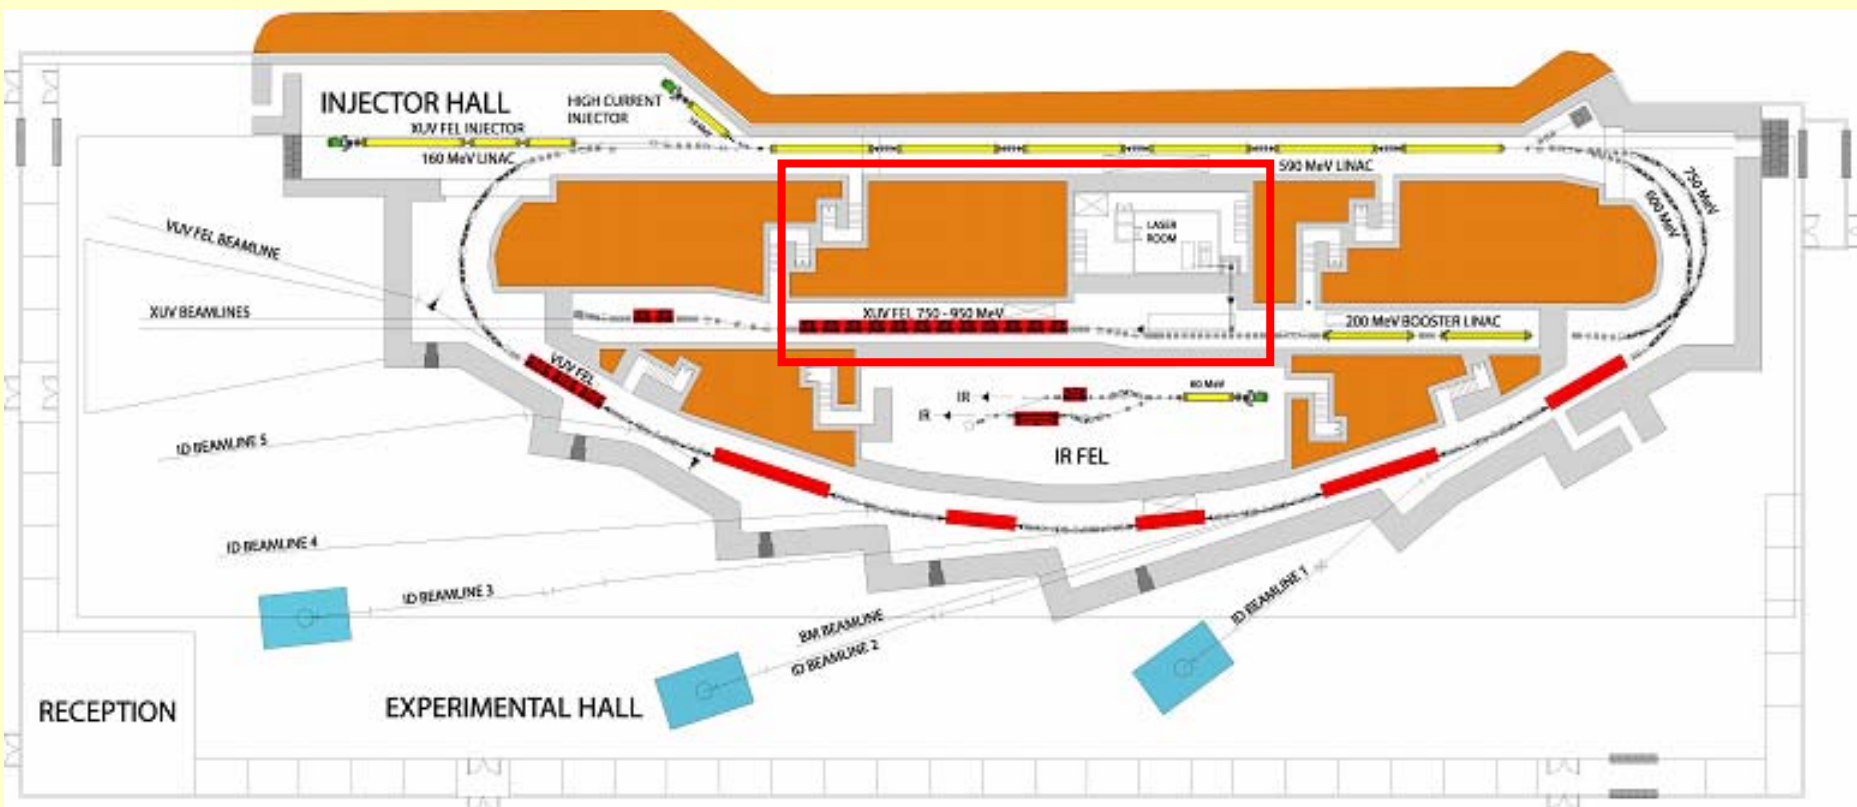 INJECTOR HALL
HIGH CURRENT
INJECTOR
XUV FEL INJECTOR
160 MeV LINAC
590 MeV LINAC
750 MeV
600 MeV
LASER
ROOM
VUV FEL BEAMLINE
XUV BEAMLINES
XUV FEL 750 - 950 MeV
200 MeV BOOSTER LINAC
VUV FEL
60 MeV
IR
IR
IR FEL
ID BEAMLINE 5
ID BEAMLINE 4
ID BEAMLINE 3
BM BEAMLINE
ID BEAMLINE 2
ID BEAMLINE 1
RECEPTION
EXPERIMENTAL HALL